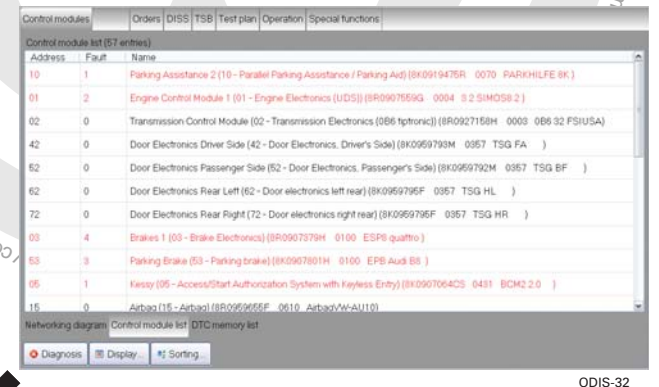 Control modules Orders DISS TSB Test plan Operation Special functions
Control module list (57 entries)
Address Fault Name
10 1 Parking Assistance 2 (10 - Parallel Parking Assistance / Parking Aid) (8K0919475R 0070 PARKHILFE 8K )
01 2 Engine Control Module 1 (01 - Engine Electronics (UDS)) (8R0907559G 0004 3.2 SIMOS8.2 )
02 0 Transmission Control Module (02 - Transmission Electronics (0B6 tiptronic)) (8R0927158H 0003 0B6 32 FSIUSA)
42 0 Door Electronics Driver Side (42 - Door Electronics, Driver's Side) (8K0959793M 0357 TSG FA )
52 0 Door Electronics Passenger Side (52 - Door Electronics, Passenger's Side) (8K0959792M 0357 TSG BF )
62 0 Door Electronics Rear Left (62 - Door electronics left rear) (8K0959795F 0357 TSG HL )
72 0 Door Electronics Rear Right (72 - Door electronics right rear) (8K0959795F 0357 TSG HR )
03 4 Brakes 1 (03 - Brake Electronics) (8R0907379H 0100 ESP8 quattro )
53 3 Parking Brake (53 - Parking brake) (8K0907801H 0100 EPB Audi B8 )
05 1 Kessy (05 - Access/Start Authorization System with Keyless Entry) (8K0907064CS 0431 BCM2 2.0 )
15 0 Airbag (15 - Airbag) (8R0959655F 0610 AirbagVW-AU10)
Networking diagram Control module list DTC memory list
Diagnosis Display... Sorting...
ODIS-32